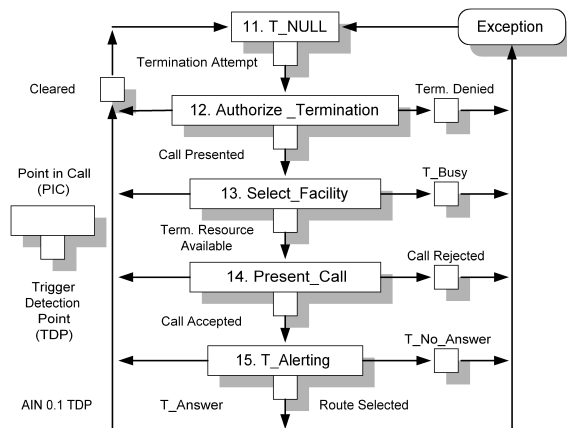 11. T_NULL
Exception
Termination Attempt
Cleared
Term. Denied
12. Authorize _Termination
Call Presented
Point in Call
(PIC)
T_Busy
13. Select_Facility
Term. Resource
Available
Call Rejected
14. Present_Call
Trigger
Detection
Point
(TDP)
Call Accepted
T_No_Answer
15. T_Alerting
AIN 0.1 TDP
T_Answer
Route Selected